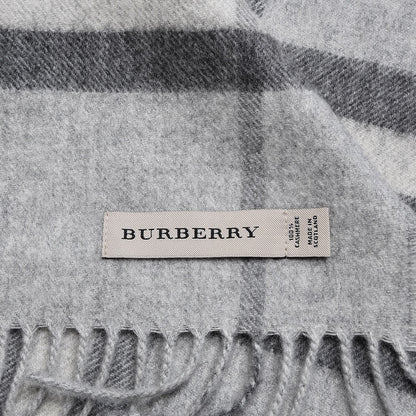 BURBERRY
100%
CASHMERE
MADE IN
SCOTLAND